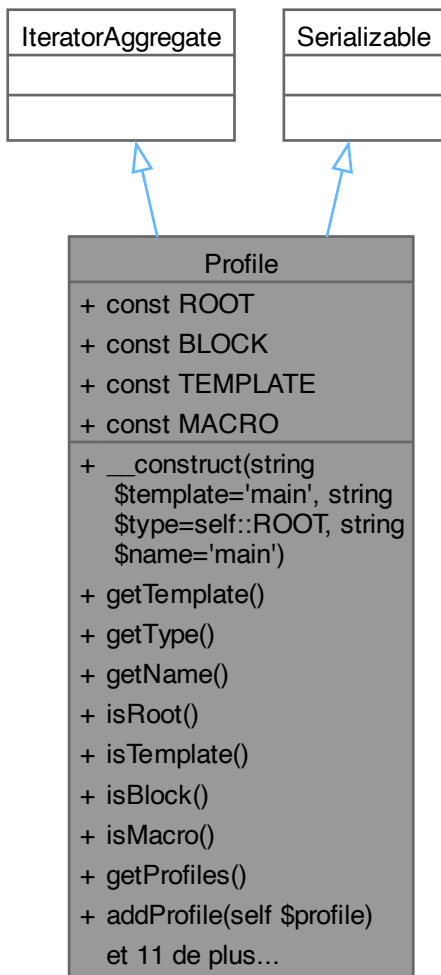 IteratorAggregate
Serializable
Profile
+ const ROOT
+ const BLOCK
+ const TEMPLATE
+ const MACRO
+ __construct(string
$template='main', string
$type=self::ROOT, string
$name='main')
+ getTemplate()
+ getType()
+ getName()
+ isRoot()
+ isTemplate()
+ isBlock()
+ isMacro()
+ getProfiles()
+ addProfile(self $profile)
et 11 de plus...